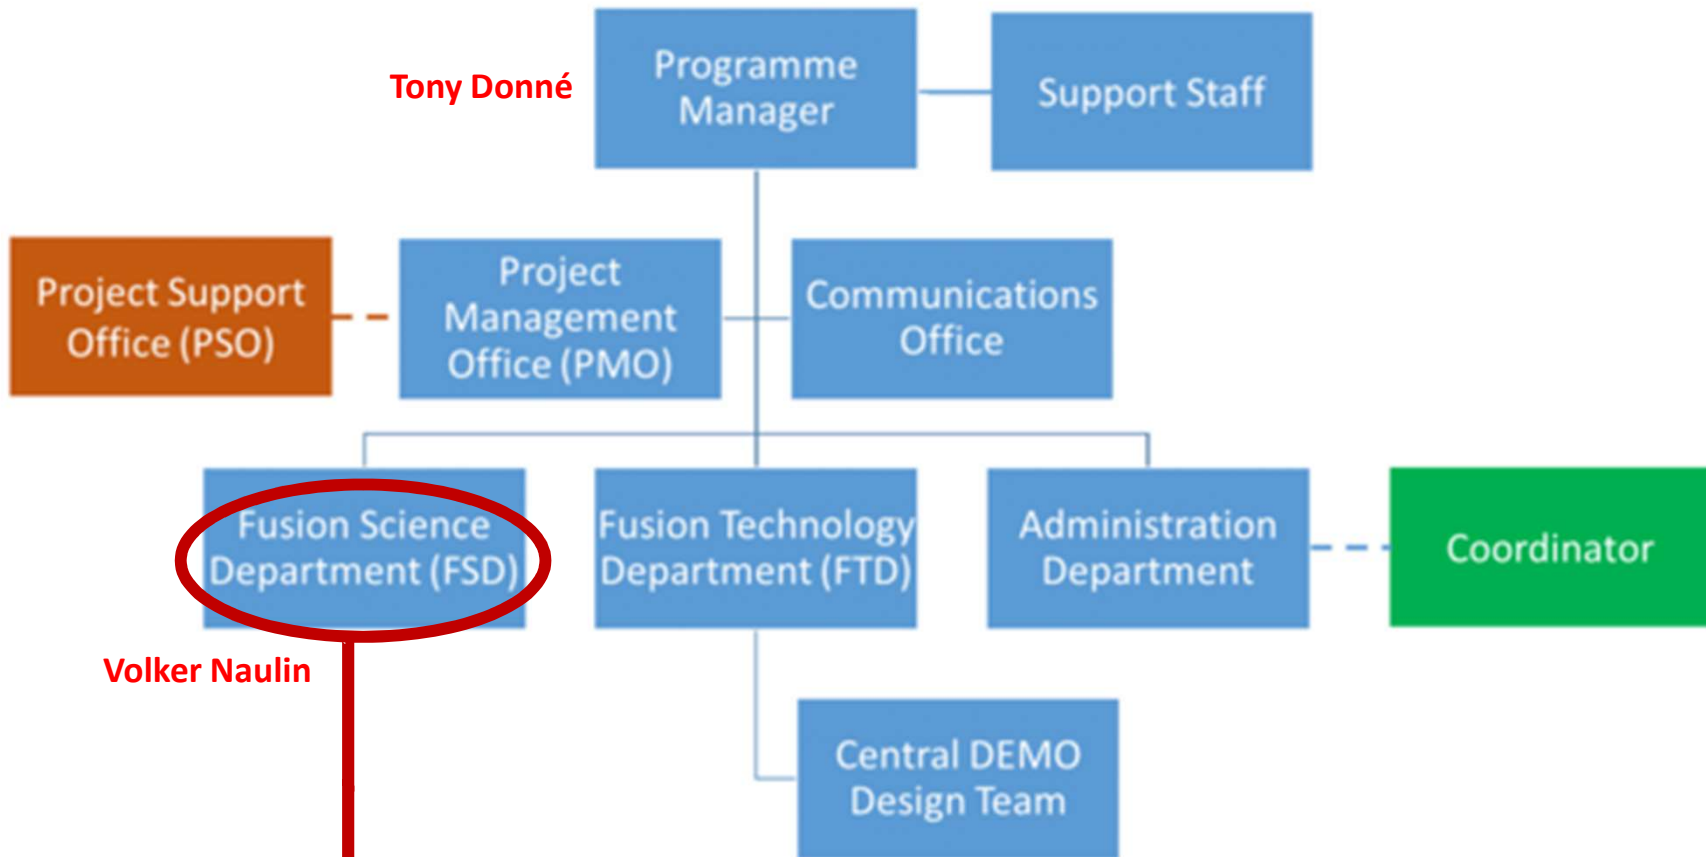 Tony Donné
Programme
Manager
Support Staff
Project Support
Office (PSO)
Project
Management
Office (PMO)
Communications
Office
Fusion Science
Department (FSD)
Fusion Technology
Department (FTD)
Administration
Department
Coordinator
Volker Naulin
Central DEMO
Design Team